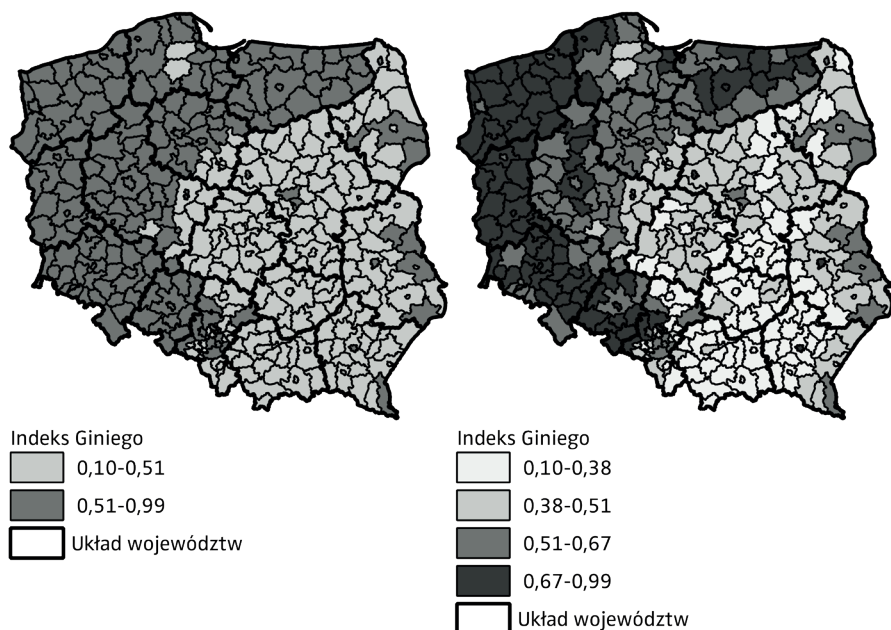 Indeks Giniego
0,10-0,51
0,51-0,99
Układ województw
Indeks Giniego
0,10-0,38
0,38-0,51
0,51-0,67
0,67-0,99
Układ województw